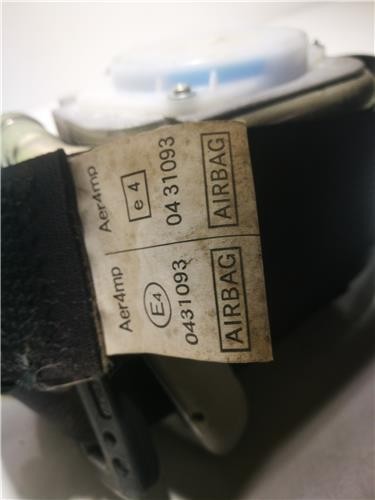 Aer4mp
e 4
04 31093
AIRBAG
Aer4mp
E4
0431093
AIRBAG